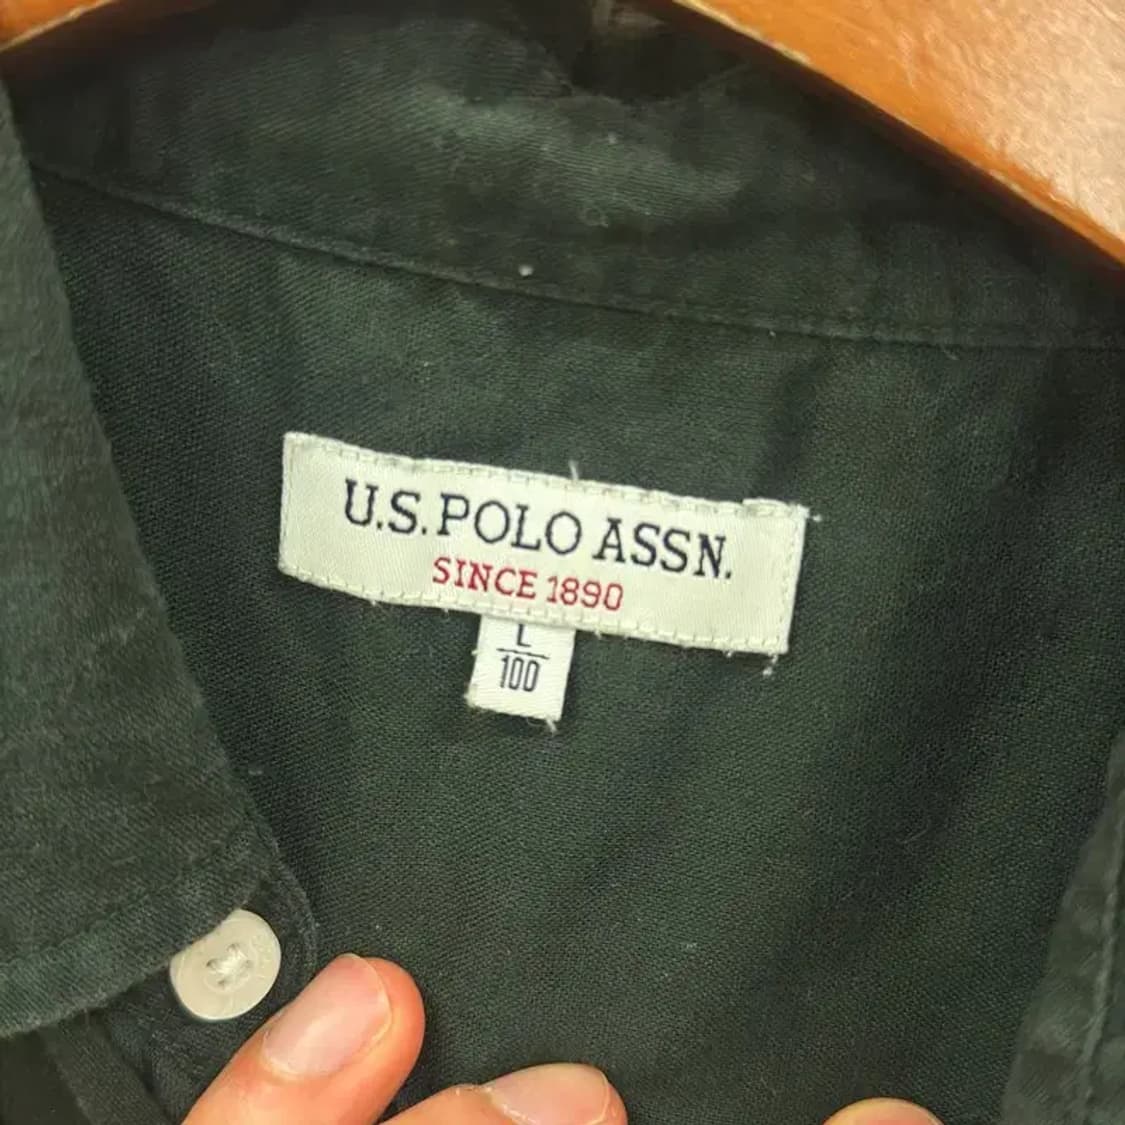 U.S. POLO ASSN.
SINCE 1890
L
100